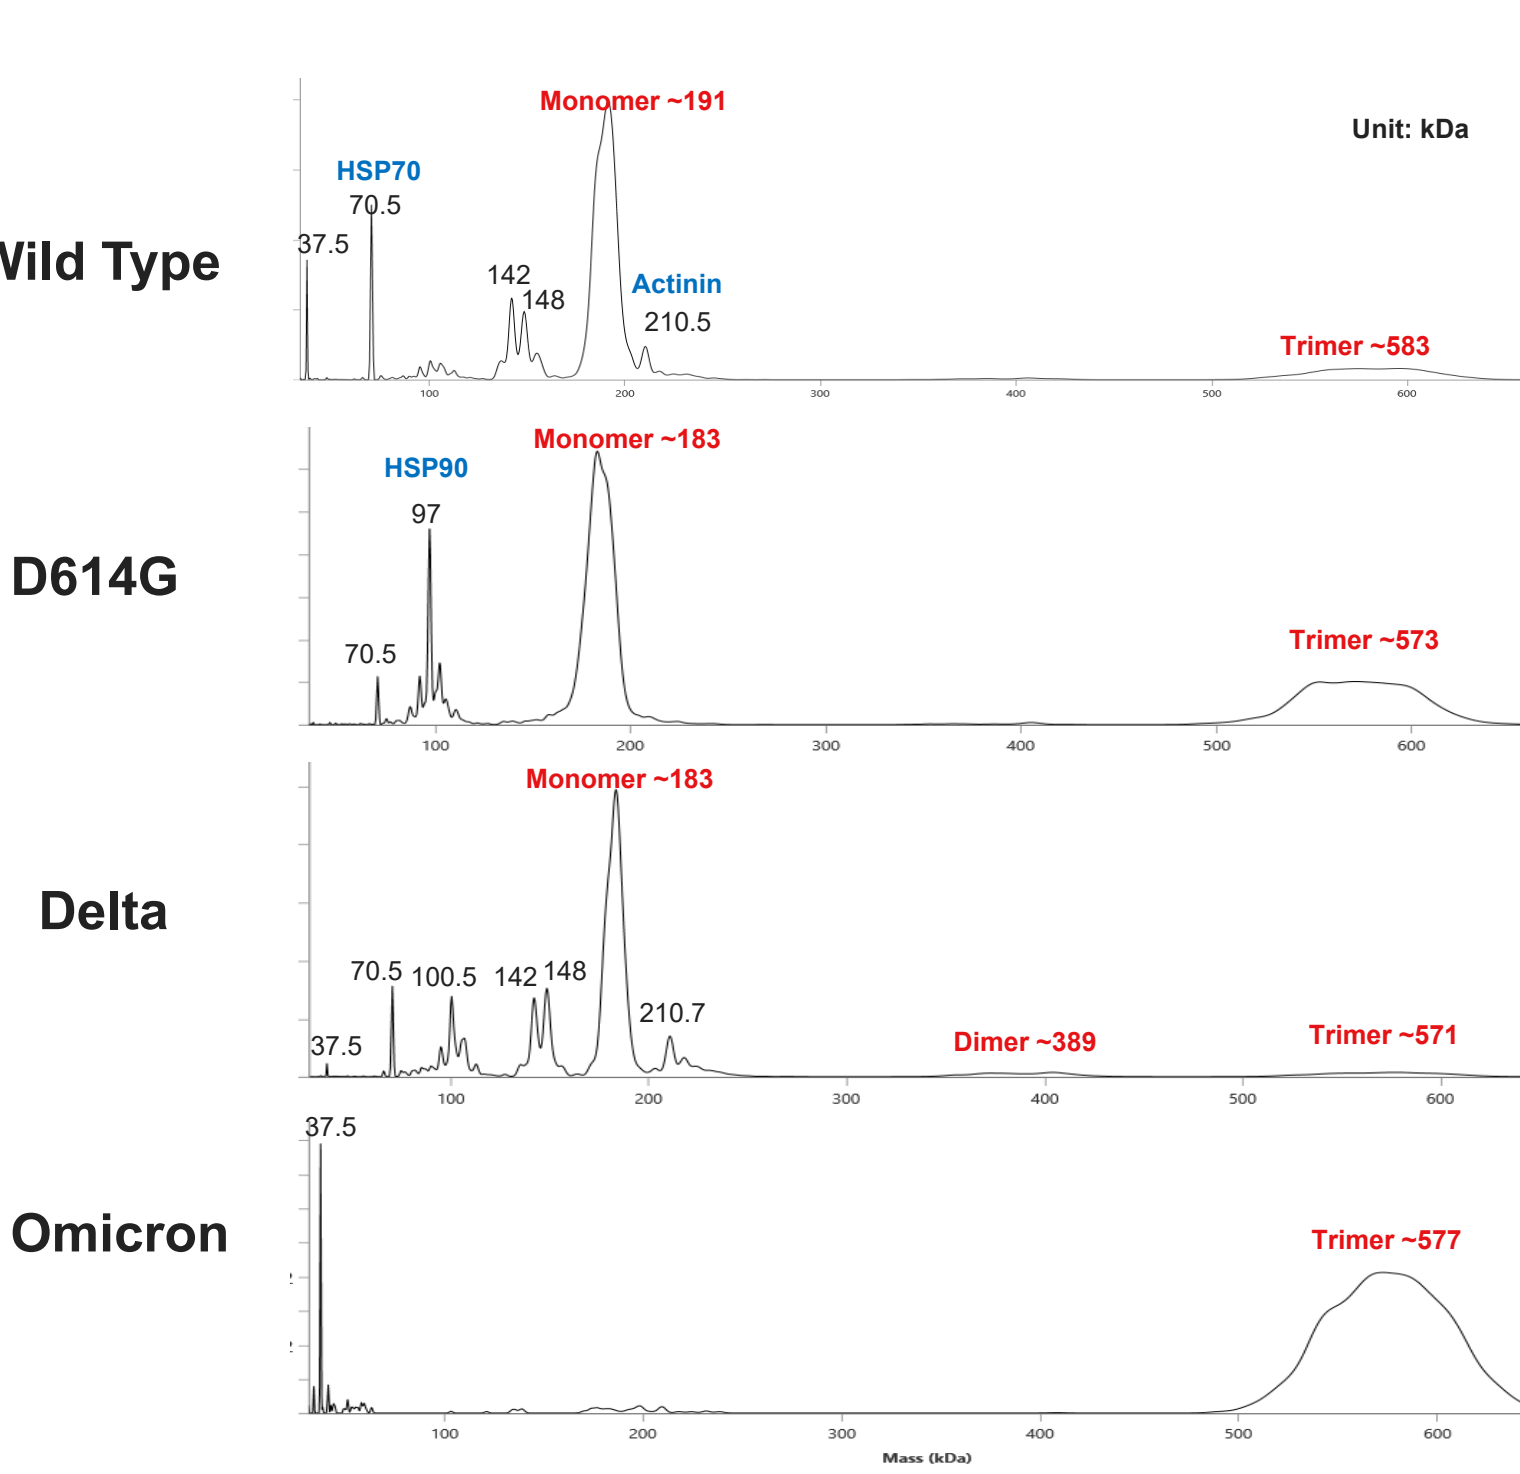 Monomer ~191
Unit: kDa
HSP70
70.5
37.5
Wild Type
142
148
Actinin
210.5
Trimer ~583
100 200 300 400 500 600
Monomer ~183
HSP90
97
D614G
70.5
Trimer ~573
100 200 300 400 500 600
Monomer ~183
Delta
70.5 100.5 142 148
210.7
37.5
Dimer ~389
Trimer ~571
100 200 300 400 500 600
37.5
Omicron
Trimer ~577
100 200 300 400 500 600
Mass (kDa)